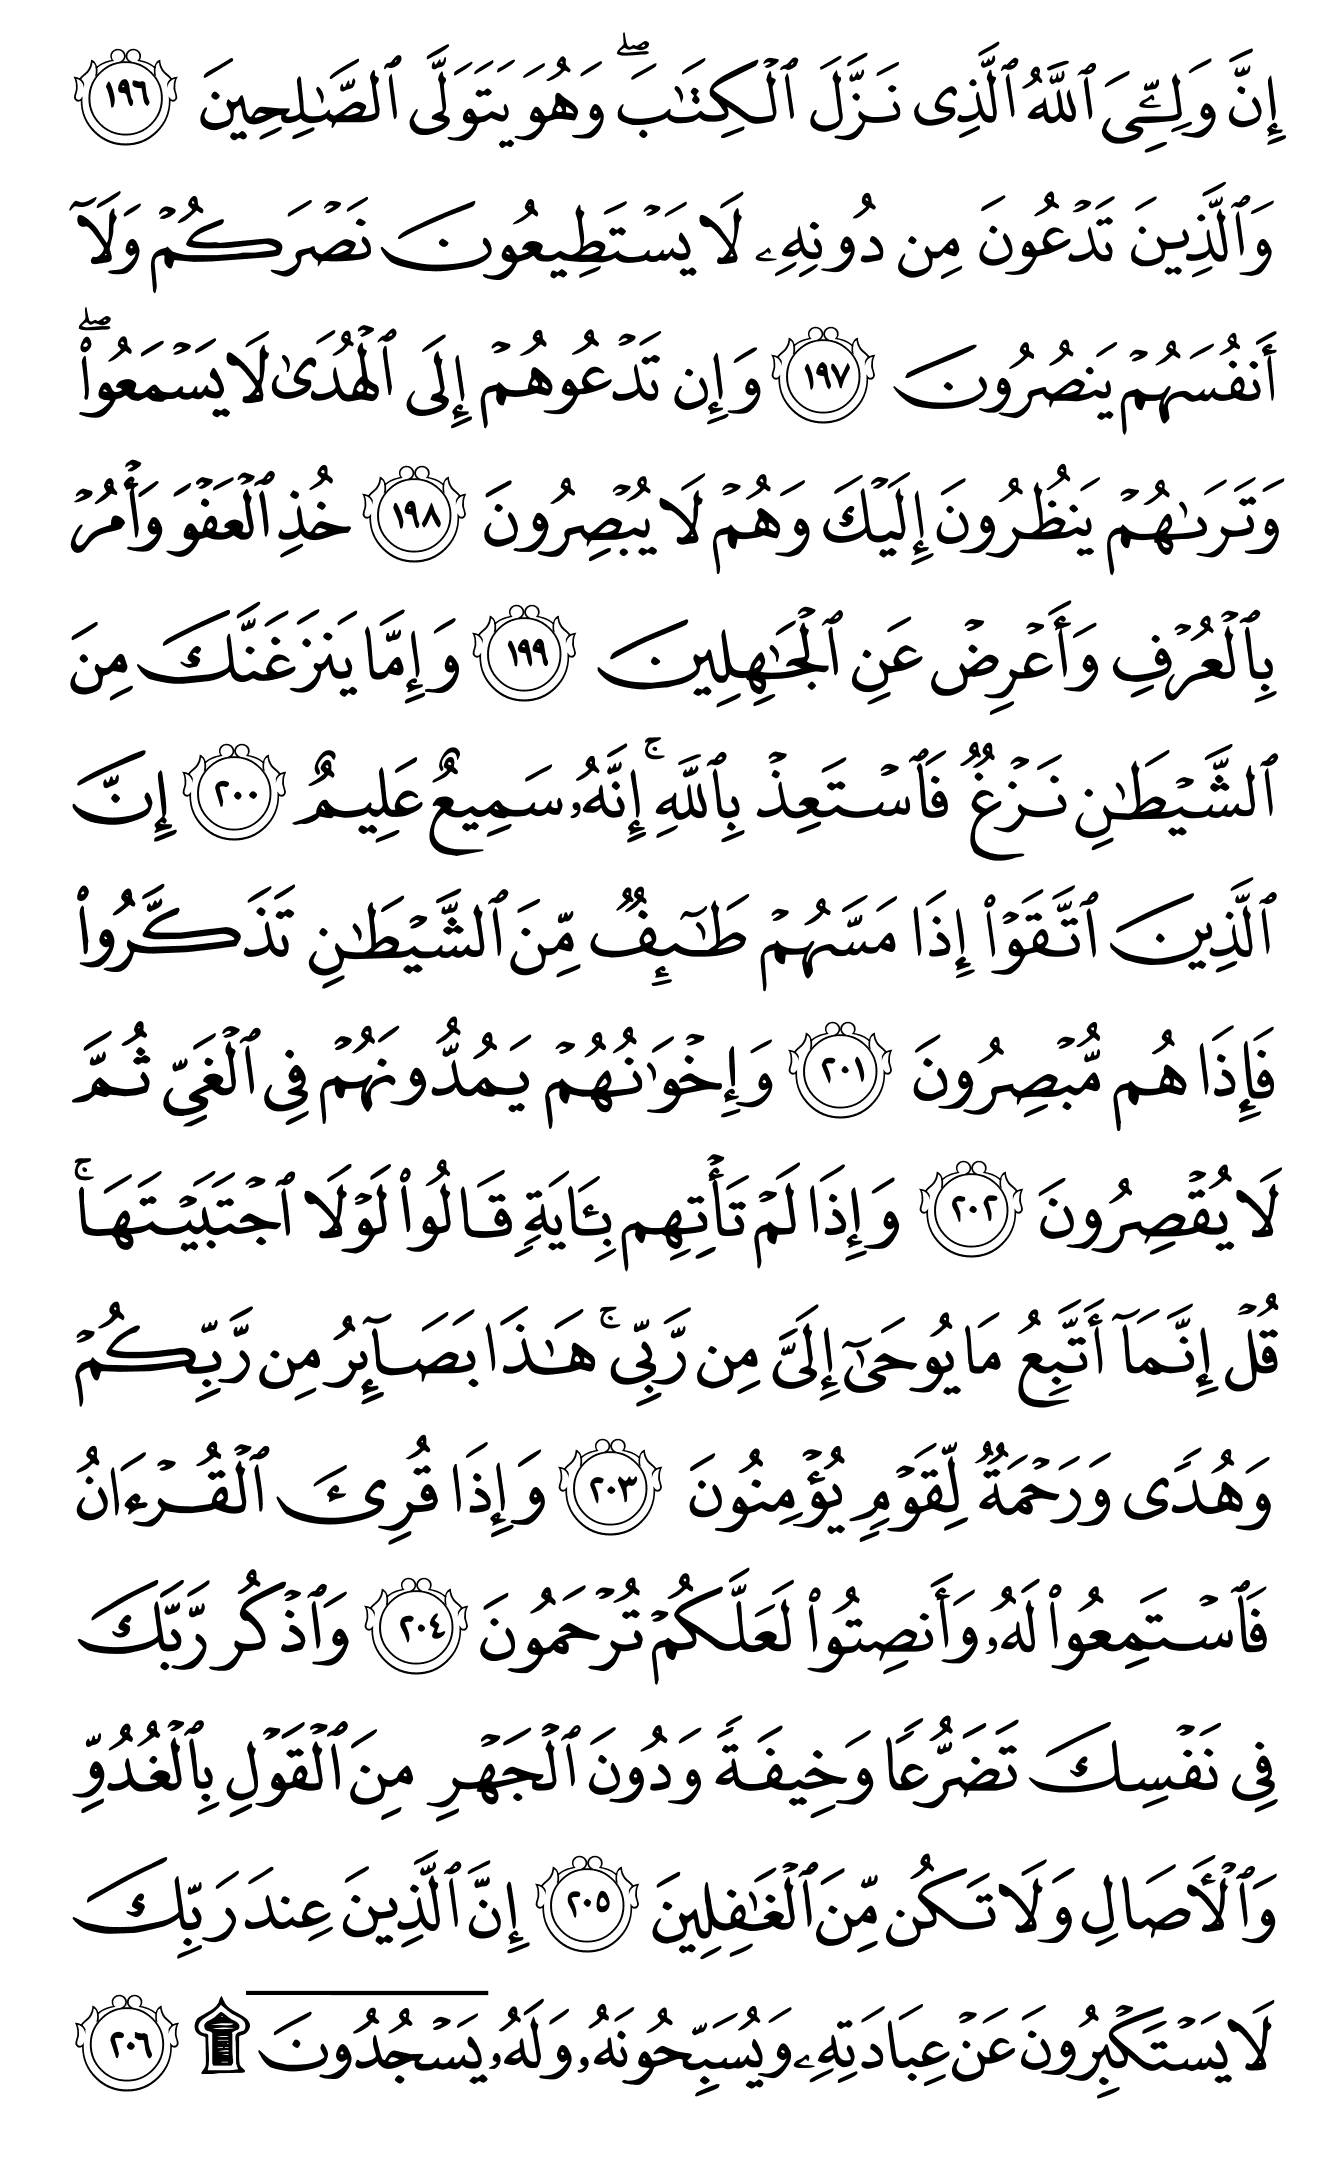 إِنَّ وَلِـِّۧيَ ٱللَّهُ ٱلَّذِي نَزَّلَ ٱلۡكِتَٰبَۖ وَهُوَ يَتَوَلَّى ٱلصَّٰلِحِينَ ١٩٦
وَٱلَّذِينَ تَدۡعُونَ مِن دُونِهِۦ لَا يَسۡتَطِيعُونَ نَصۡرَكُمۡ وَلَآ
أَنفُسَهُمۡ يَنصُرُونَ ١٩٧ وَإِن تَدۡعُوهُمۡ إِلَى ٱلۡهُدَىٰ لَا يَسۡمَعُواْۖ
وَتَرَىٰهُمۡ يَنظُرُونَ إِلَيۡكَ وَهُمۡ لَا يُبۡصِرُونَ ١٩٨ خُذِ ٱلۡعَفۡوَ وَأۡمُرۡ
بِٱلۡعُرۡفِ وَأَعۡرِضۡ عَنِ ٱلۡجَٰهِلِينَ ١٩٩ وَإِمَّا يَنزَغَنَّكَ مِنَ
ٱلشَّيۡطَٰنِ نَزۡغٞ فَٱسۡتَعِذۡ بِٱللَّهِۚ إِنَّهُۥ سَمِيعٌ عَلِيمٌ ٢٠٠ إِنَّ
ٱلَّذِينَ ٱتَّقَوۡاْ إِذَا مَسَّهُمۡ طَٰٓئِفٞ مِّنَ ٱلشَّيۡطَٰنِ تَذَكَّرُواْ
فَإِذَا هُم مُّبۡصِرُونَ ٢٠١ وَإِخۡوَٰنُهُمۡ يَمُدُّونَهُمۡ فِي ٱلۡغَيِّ ثُمَّ
لَا يُقۡصِرُونَ ٢٠٢ وَإِذَا لَمۡ تَأۡتِهِم بِـَٔايَةٖ قَالُواْ لَوۡلَا ٱجۡتَبَيۡتَهَاۚ
قُلۡ إِنَّمَآ أَتَّبِعُ مَا يُوحَىٰٓ إِلَيَّ مِن رَّبِّيۚ هَٰذَا بَصَآئِرُ مِن رَّبِّكُمۡ
وَهُدٗى وَرَحۡمَةٞ لِّقَوۡمٖ يُؤۡمِنُونَ ٢٠٣ وَإِذَا قُرِئَ ٱلۡقُرۡءَانُ
فَٱسۡتَمِعُواْ لَهُۥ وَأَنصِتُواْ لَعَلَّكُمۡ تُرۡحَمُونَ ٢٠٤ وَٱذۡكُر رَّبَّكَ
فِي نَفۡسِكَ تَضَرُّعٗا وَخِيفَةٗ وَدُونَ ٱلۡجَهۡرِ مِنَ ٱلۡقَوۡلِ بِٱلۡغُدُوِّ
وَٱلۡأٓصَالِ وَلَا تَكُن مِّنَ ٱلۡغَٰفِلِينَ ٢٠٥ إِنَّ ٱلَّذِينَ عِندَ رَبِّكَ
لَا يَسۡتَكۡبِرُونَ عَنۡ عِبَادَتِهِۦ وَيُسَبِّحُونَهُۥ وَلَهُۥ يَسۡجُدُونَۤ ۩ ٢٠٦